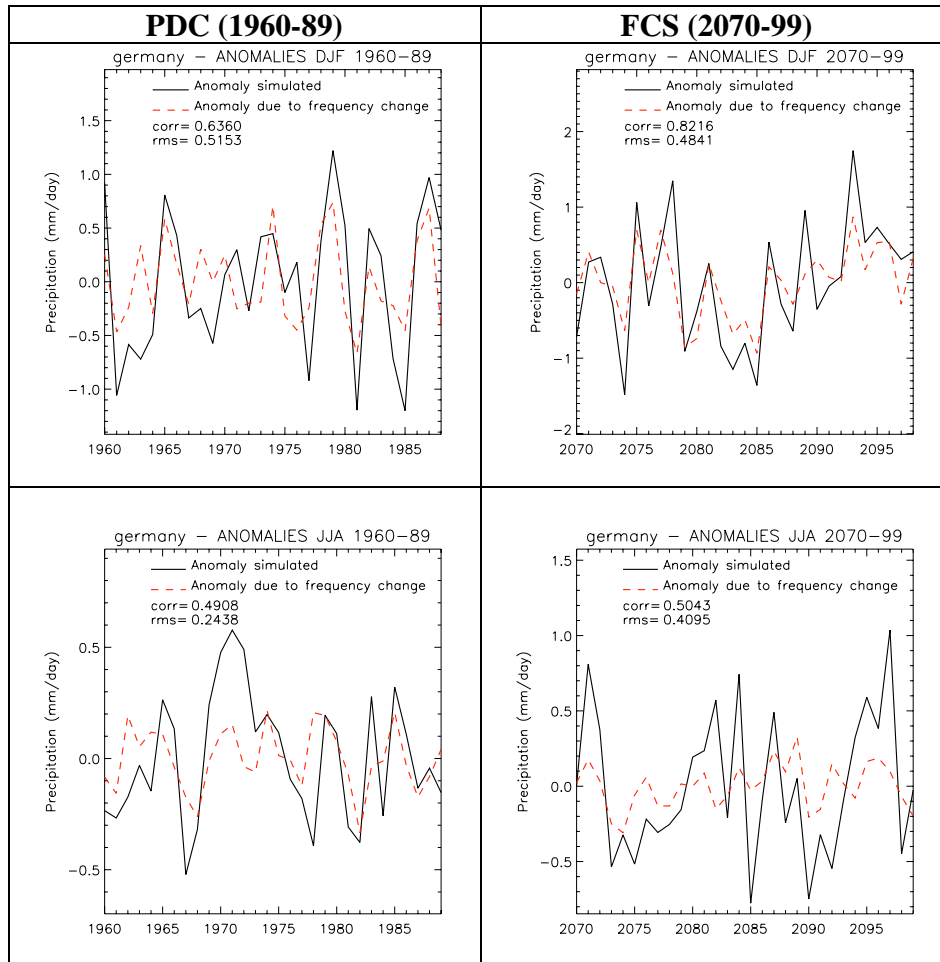 PDC (1960-89)
FCS (2070-99)
germany – ANOMALIES DJF 1960–89
Anomaly simulated
Anomaly due to frequency change
corr= 0.6360
rms= 0.5153
Precipitation (mm/day)
1.5
1.0
0.5
0.0
−0.5
−1.0
1960 1965 1970 1975 1980 1985
germany – ANOMALIES DJF 2070–99
Anomaly simulated
Anomaly due to frequency change
corr= 0.8216
rms= 0.4841
Precipitation (mm/day)
2
1
0
−1
−2
2070 2075 2080 2085 2090 2095
germany – ANOMALIES JJA 1960–89
Anomaly simulated
Anomaly due to frequency change
corr= 0.4908
rms= 0.2438
Precipitation (mm/day)
0.5
0.0
−0.5
1960 1965 1970 1975 1980 1985
germany – ANOMALIES JJA 2070–99
Anomaly simulated
Anomaly due to frequency change
corr= 0.5043
rms= 0.4095
Precipitation (mm/day)
1.5
1.0
0.5
0.0
−0.5
2070 2075 2080 2085 2090 2095